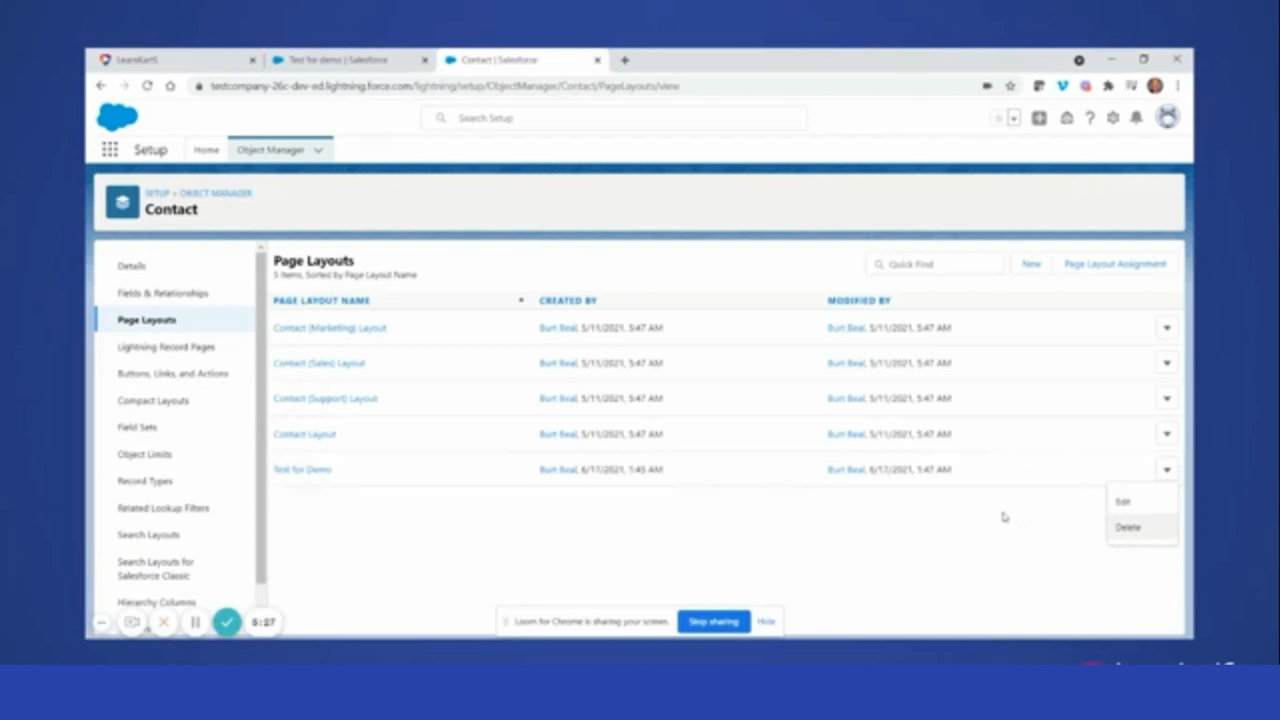 LearnKartS
Test for demo | Salesforce
Contact | Salesforce
testcompany-26c-dev-ed.lightning.force.com/lightning/setup/ObjectManager/Contact/PageLayouts/view
Search Setup
Setup
Home
Object Manager
SETUP > OBJECT MANAGER
Contact
Details
Fields & Relationships
Page Layouts
Lightning Record Pages
Buttons, Links, and Actions
Compact Layouts
Field Sets
Object Limits
Record Types
Related Lookup Filters
Search Layouts
Search Layouts for
Salesforce Classic
Hierarchy Columns
Page Layouts
5 Items, Sorted by Page Layout Name
Quick Find
New
Page Layout Assignment
PAGE LAYOUT NAME CREATED BY MODIFIED BY
Contact (Marketing) Layout Burt Beal, 5/11/2021, 5:47 AM Burt Beal, 5/11/2021, 5:47 AM
Contact (Sales) Layout Burt Beal, 5/11/2021, 5:47 AM Burt Beal, 5/11/2021, 5:47 AM
Contact (Support) Layout Burt Beal, 5/11/2021, 5:47 AM Burt Beal, 5/11/2021, 5:47 AM
Contact Layout Burt Beal, 5/11/2021, 5:47 AM Burt Beal, 5/11/2021, 5:47 AM
Test for Demo Burt Beal, 6/17/2021, 1:45 AM Burt Beal, 6/17/2021, 1:47 AM
Edit
Delete
5:27
Loom for Chrome is sharing your screen.
Stop sharing
Hide